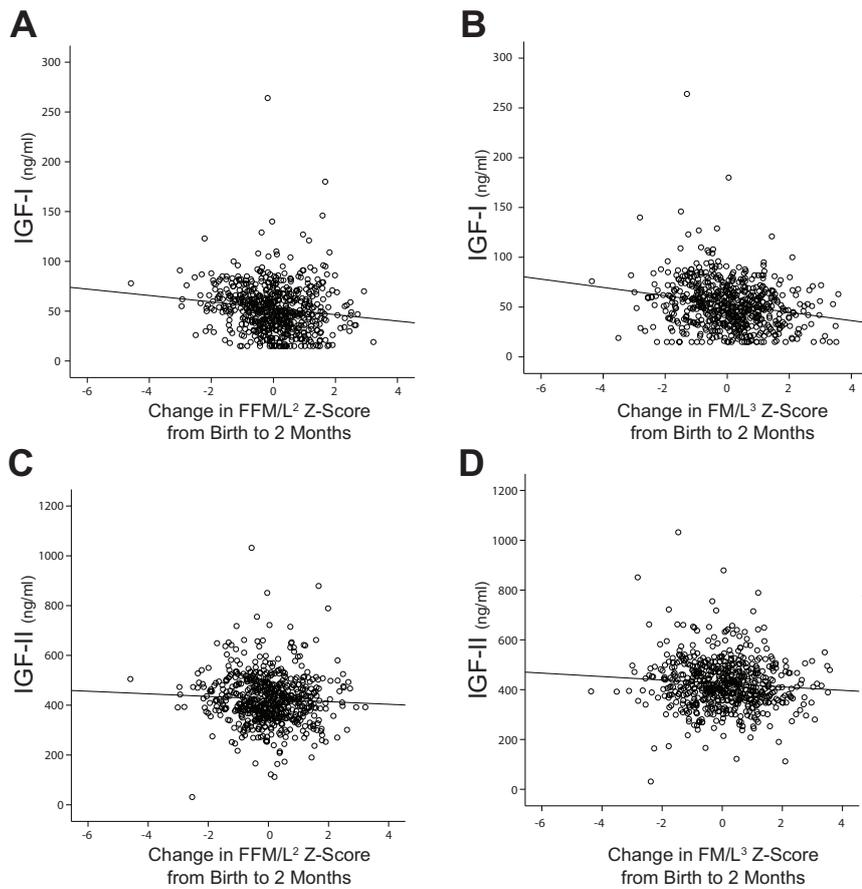 A
B
300
250
200
150
100
50
0
IGF-I (ng/ml)
-6 -4 -2 0 2 4
Change in FFM/L² Z-Score
from Birth to 2 Months
300
250
200
150
100
50
0
IGF-I (ng/ml)
-6 -4 -2 0 2 4
Change in FM/L³ Z-Score
from Birth to 2 Months
C
D
1200
1000
800
600
400
200
0
IGF-II (ng/ml)
-6 -4 -2 0 2 4
Change in FFM/L² Z-Score
from Birth to 2 Months
1200
1000
800
600
400
200
0
IGF-II (ng/ml)
-6 -4 -2 0 2 4
Change in FM/L³ Z-Score
from Birth to 2 Months